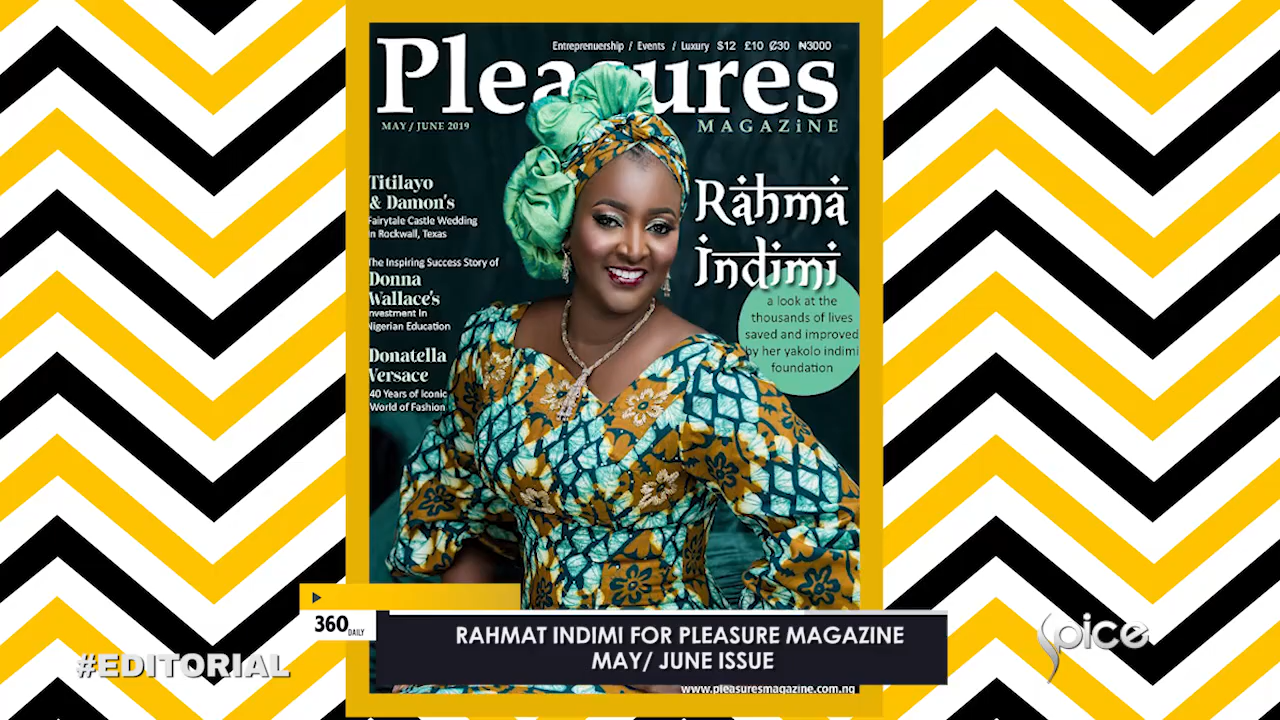 Entreprenuership / Events / Luxury $12 £10 ₵30 ₦3000
Pleasures
MAGAZiNE
MAY / JUNE 2019
Titilayo
& Damon's
Fairytale Castle Wedding
In Rockwall, Texas
The Inspiring Success Story of
Donna
Wallace's
Investment In
Nigerian Education
Donatella
Versace
40 Years of Iconic
World of Fashion
Rahma
Indimi
a look at the
thousands of lives
saved and improved
by her yakolo indimi
foundation
360 DAILY
RAHMAT INDIMI FOR PLEASURE MAGAZINE
MAY/ JUNE ISSUE
#EDITORIAL
Spice
www.pleasuresmagazine.com.ng